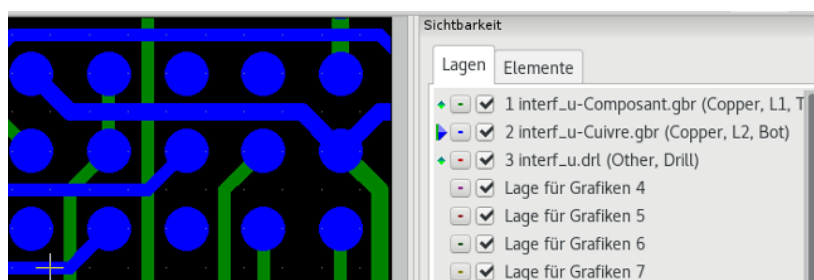 Sichtbarkeit
Lagen Elemente
1 interf_u-Composant.gbr (Copper, L1, T
2 interf_u-Cuivre.gbr (Copper, L2, Bot)
3 interf_u.drl (Other, Drill)
Lage für Grafiken 4
Lage für Grafiken 5
Lage für Grafiken 6
Lage für Grafiken 7